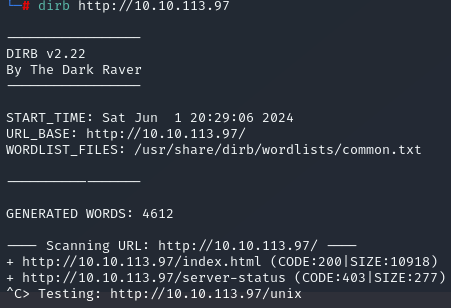 └─# dirb http://10.10.113.97
-----------------
DIRB v2.22
By The Dark Raver
-----------------
START_TIME: Sat Jun 1 20:29:06 2024
URL_BASE: http://10.10.113.97/
WORDLIST_FILES: /usr/share/dirb/wordlists/common.txt
-----------------
GENERATED WORDS: 4612
---- Scanning URL: http://10.10.113.97/ ----
+ http://10.10.113.97/index.html (CODE:200|SIZE:10918)
+ http://10.10.113.97/server-status (CODE:403|SIZE:277)
^C> Testing: http://10.10.113.97/unix